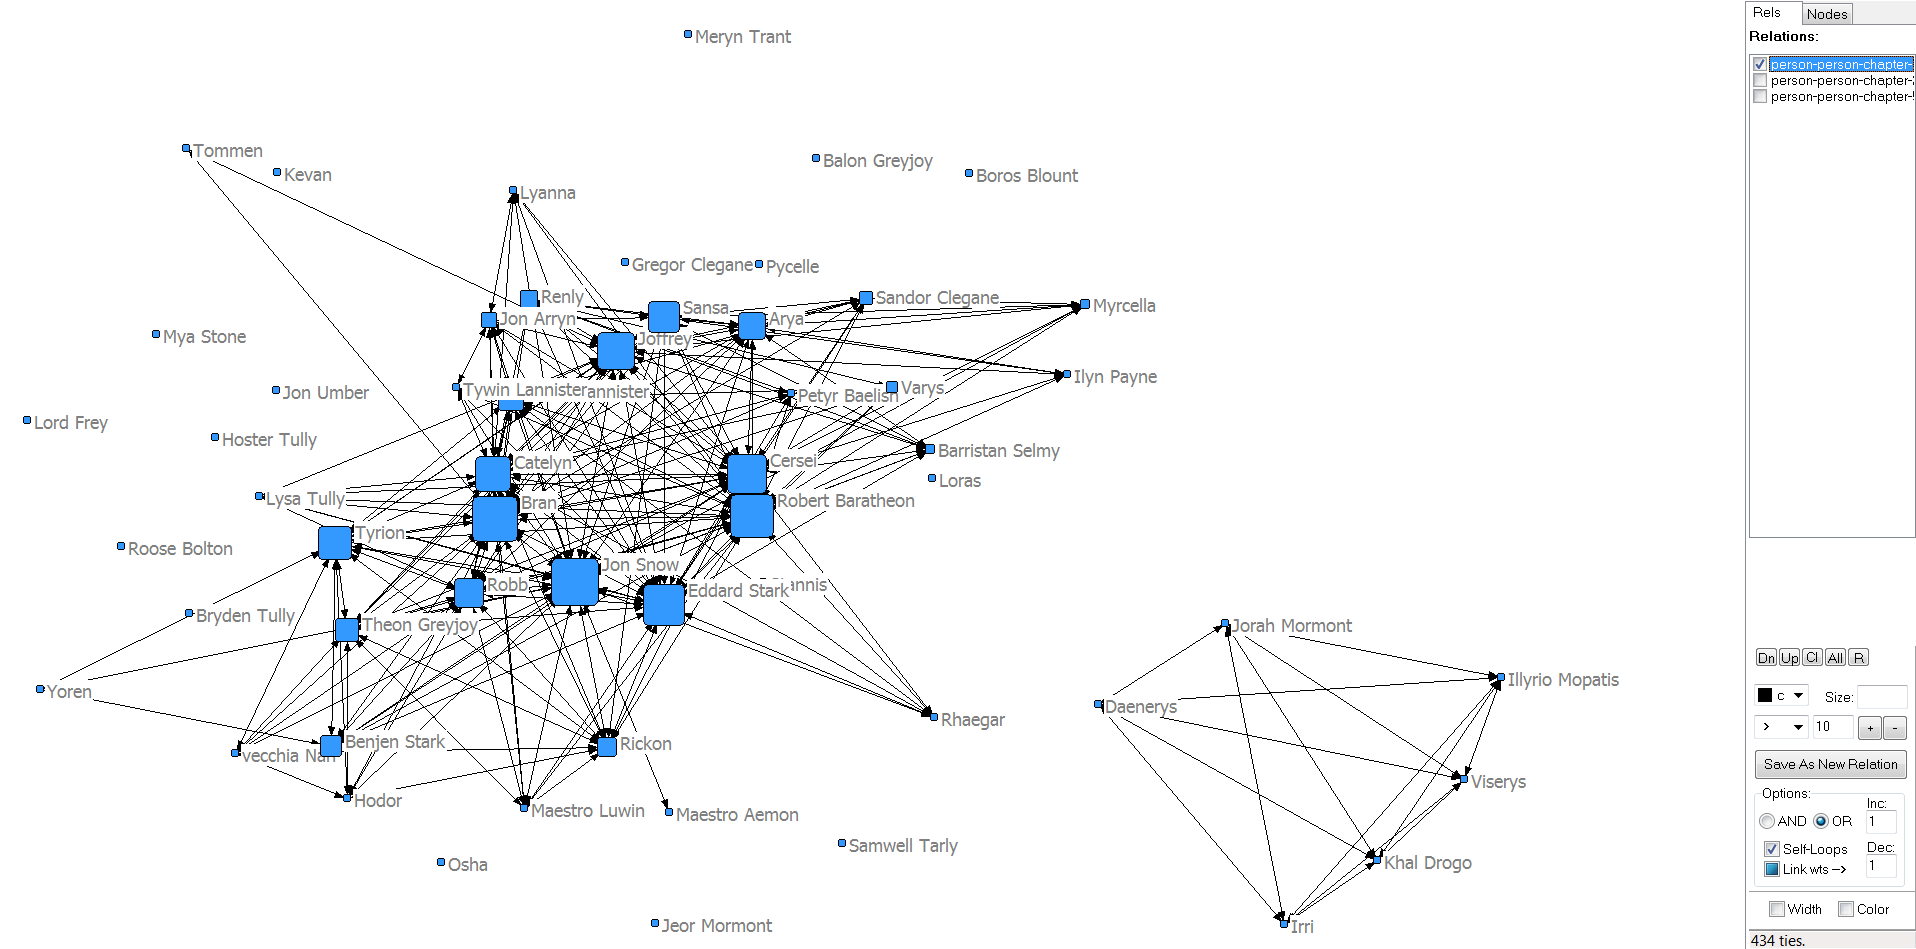 Meryn Trant
Tommen
Kevan
Balon Greyjoy
Boros Blount
Lyanna
Gregor Clegane
Pycelle
Renly
Sansa
Sandor Clegane
Myrcella
Jon Arryn
Arya
Mya Stone
Joffrey
Ilyn Payne
Tywin Lannister
annister
Petyr Baelish
Varys
Jon Umber
Lord Frey
Hoster Tully
Catelyn
Cersei
Barristan Selmy
Loras
Lysa Tully
Bran
Robert Baratheon
Tyrion
Roose Bolton
Jon Snow
Robb
Eddard Stark
annis
Bryden Tully
Theon Greyjoy
Jorah Mormont
Yoren
Illyrio Mopatis
Daenerys
Rhaegar
Benjen Stark
Rickon
vecchia Nan
Viserys
Hodor
Maestro Luwin
Maestro Aemon
Samwell Tarly
Osha
Khal Drogo
Jeor Mormont
Irri
Rels
Nodes
Relations:
person-person-chapter-
person-person-chapter-
person-person-chapter-
Dn Up Cl All R
c Size:
> 10 + -
Save As New Relation
Options:
Inc:
AND OR 1
Self-Loops Dec:
Link wts --> 1
Width Color
434 ties.